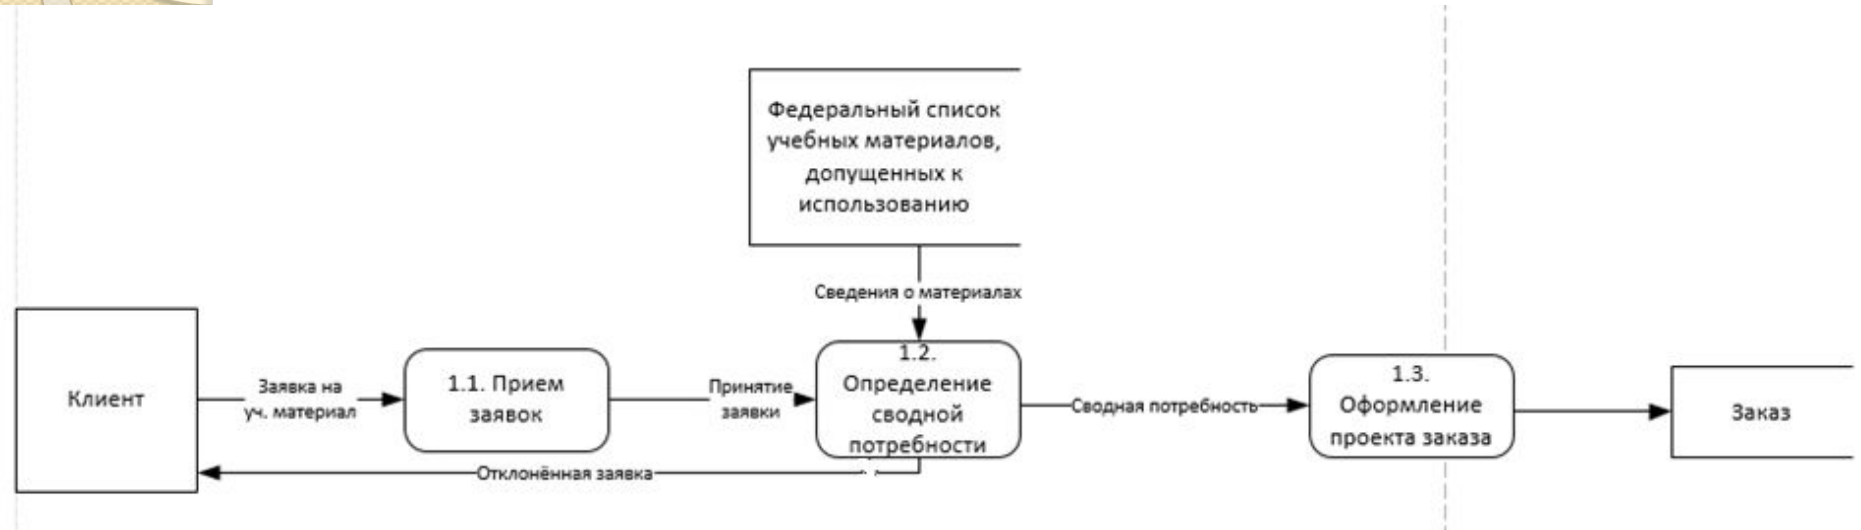 Федеральный список
учебных материалов,
допущенных к
использованию
Сведения о материалах
Клиент
Заявка на
уч. материал
1.1. Прием
заявок
Принятие
заявки
1.2.
Определение
сводной
потребности
Сводная потребность
1.3.
Оформление
проекта заказа
Заказ
Отклонённая заявка